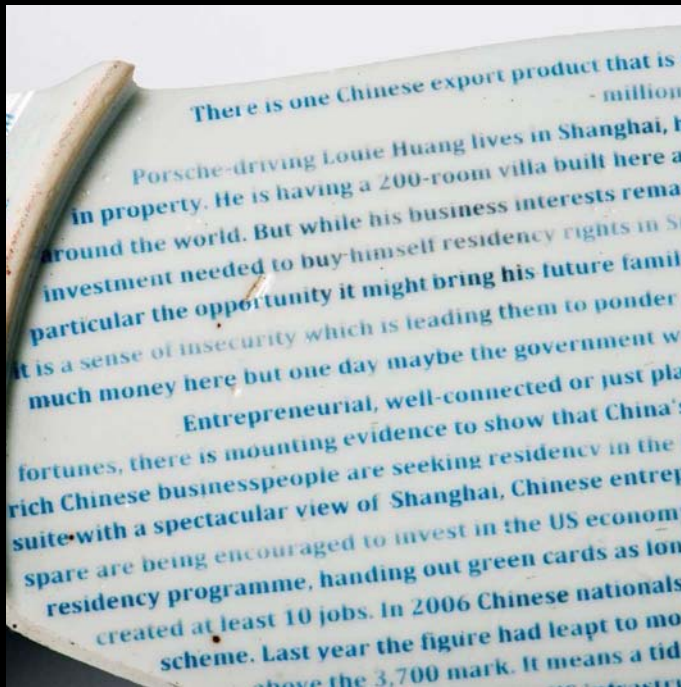 There is one Chinese export product that is
- million
Porsche-driving Louie Huang lives in Shanghai, h
in property. He is having a 200-room villa built here a
around the world. But while his business interests rema
investment needed to buy himself residency rights in S
particular the opportunity it might bring his future famil
it is a sense of insecurity which is leading them to ponder
much money here but one day maybe the government w
Entrepreneurial, well-connected or just pla
fortunes, there is mounting evidence to show that China's
rich Chinese businesspeople are seeking residency in the
suite with a spectacular view of Shanghai, Chinese entrep
spare are being encouraged to invest in the US econom
residency programme, handing out green cards as lon
created at least 10 jobs. In 2006 Chinese nationals
scheme. Last year the figure had leapt to mo
above the 3,700 mark. It means a tid